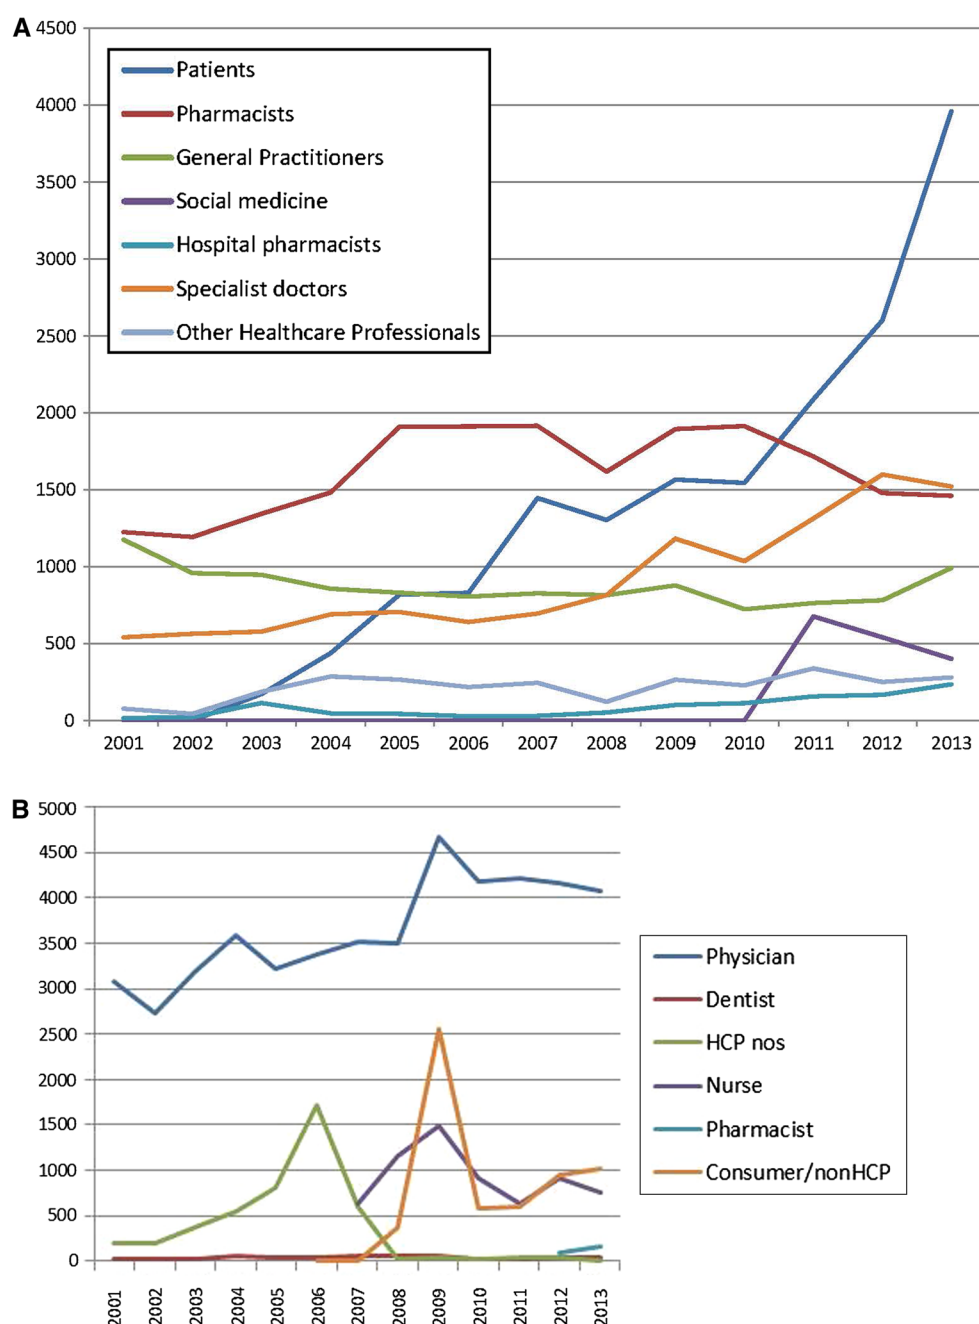 A
4500
4000
3500
3000
2500
2000
1500
1000
500
0
Patients
Pharmacists
General Practitioners
Social medicine
Hospital pharmacists
Specialist doctors
Other Healthcare Professionals
2001 2002 2003 2004 2005 2006 2007 2008 2009 2010 2011 2012 2013
B
5000
4500
4000
3500
3000
2500
2000
1500
1000
500
0
Physician
Dentist
HCP nos
Nurse
Pharmacist
Consumer/nonHCP
2001 2002 2003 2004 2005 2006 2007 2008 2009 2010 2011 2012 2013